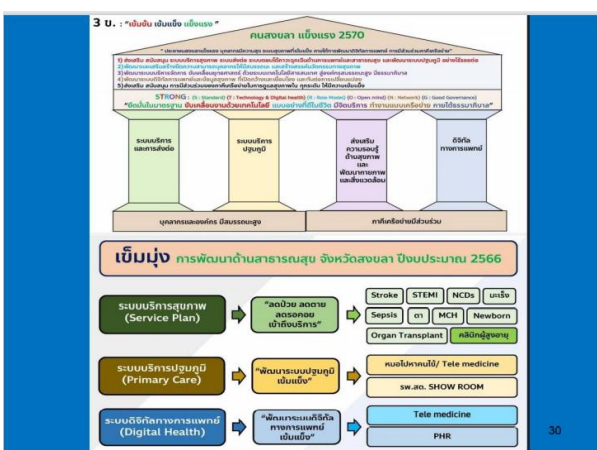 3 ข. : "เข้มข้น เข้มแข็ง แข็งแรง"
คนสงขลา แข็งแรง 2570
STRONG : (S : Standard) (T : Technology & Digital health) (R : Role Model) (O : Open mind) (N : Network) (G : Good Governance)
"ยึดมั่นในมาตรฐาน ขับเคลื่อนงานด้วยเทคโนโลยี แบบอย่างที่ดีในชีวิต มีจิตบริการ ทำงานแบบเครือข่าย ภายใต้ธรรมาภิบาล"
ระบบบริการ
และการส่งต่อ
ระบบบริการ
ปฐมภูมิ
ส่งเสริม
ความรอบรู้
ด้านสุขภาพ
และ
พัฒนากายภาพ
และสิ่งแวดล้อม
ดิจิทัล
ทางการแพทย์
บุคลากรและองค์กร มีสมรรถนะสูง
ภาคีเครือข่ายมีส่วนร่วม
เข็มมุ่ง การพัฒนาด้านสาธารณสุข จังหวัดสงขลา ปีงบประมาณ 2566
ระบบบริการสุขภาพ
(Service Plan)
"ลดป่วย ลดตาย
ลดรอคอย
เข้าถึงบริการ"
Stroke STEMI NCDs มะเร็ง
Sepsis ตา MCH Newborn
Organ Transplant คลินิกผู้สูงอายุ
ระบบบริการปฐมภูมิ
(Primary Care)
"พัฒนาระบบปฐมภูมิ
เข้มแข็ง"
หมอไปหาคนไข้/ Tele medicine
รพ.สต. SHOW ROOM
ระบบดิจิทัลทางการแพทย์
(Digital Health)
"พัฒนาระบบดิจิทัล
ทางการแพทย์
เข้มแข็ง"
Tele medicine
PHR
30